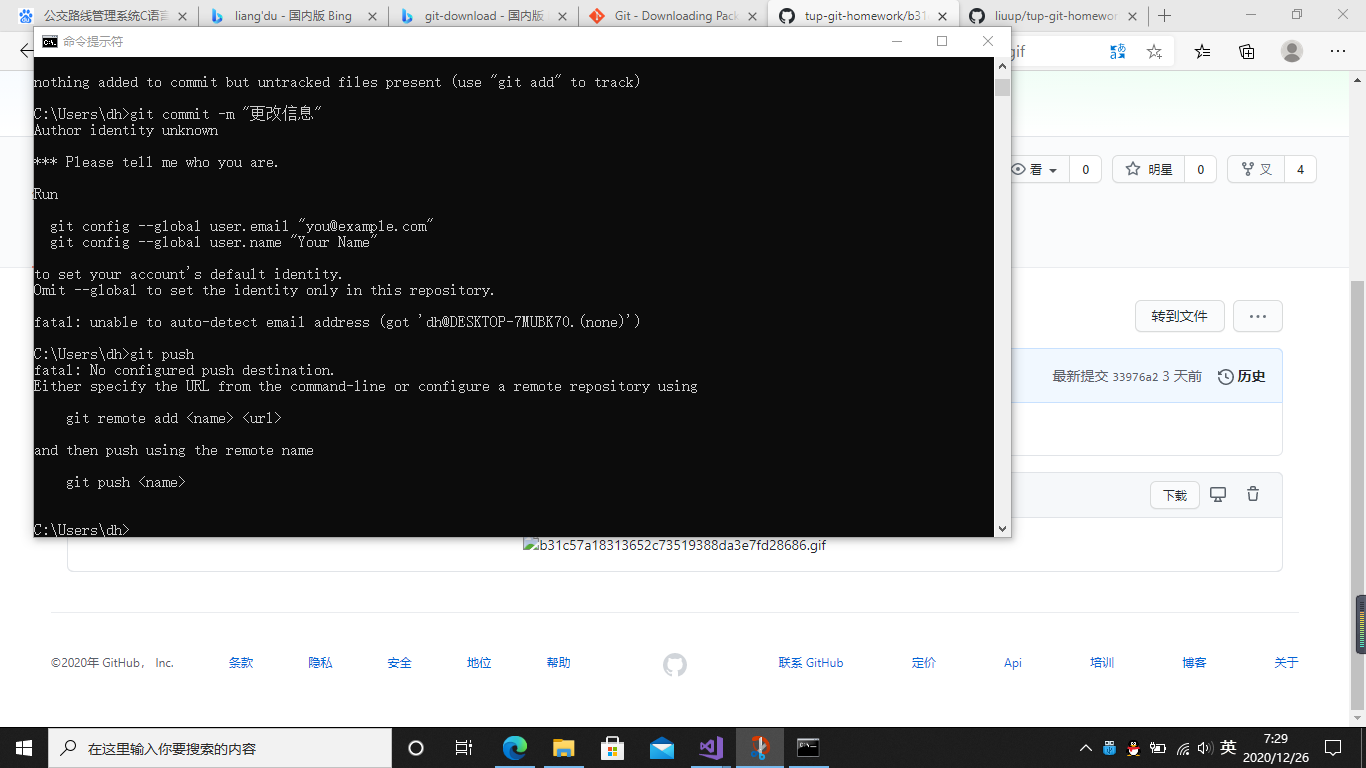 公交路线管理系统C语言
liang'du - 国内版 Bing
git-download - 国内版
Git - Downloading Pack
tup-git-homework/b31
liuup/tup-git-homewor
命令提示符
gif
nothing added to commit but untracked files present (use "git add" to track)
C:\Users\dh>git commit -m "更改信息"
Author identity unknown
*** Please tell me who you are.
Run
git config --global user.email "you@example.com"
git config --global user.name "Your Name"
to set your account's default identity.
Omit --global to set the identity only in this repository.
fatal: unable to auto-detect email address (got 'dh@DESKTOP-7MUBK70.(none)')
C:\Users\dh>git push
fatal: No configured push destination.
Either specify the URL from the command-line or configure a remote repository using
git remote add <name> <url>
and then push using the remote name
git push <name>
C:\Users\dh>
看 0 明星 0 叉 4
转到文件
最新提交 33976a2 3 天前 历史
下载
b31c57a18313652c73519388da3e7fd28686.gif
©2020年 GitHub， Inc. 条款 隐私 安全 地位 帮助 联系 GitHub 定价 Api 培训 博客 关于
在这里输入你要搜索的内容
英
7:29
2020/12/26